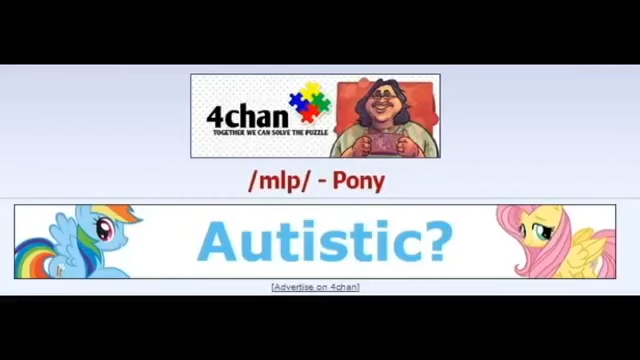 4chan
TOGETHER WE CAN SOLVE THE PUZZLE
/mlp/ - Pony
Autistic?
[Advertise on 4chan]